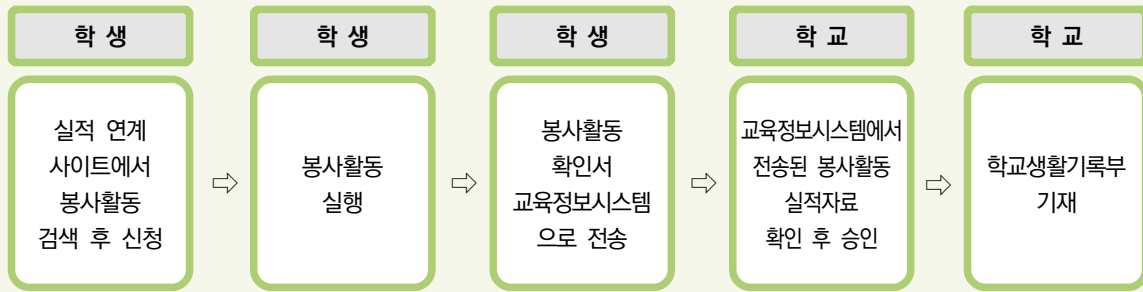 학 생
실적 연계
사이트에서
봉사활동
검색 후 신청
⇨
학 생
봉사활동
실행
⇨
학 생
봉사활동
확인서
교육정보시스템
으로 전송
⇨
학 교
교육정보시스템에서
전송된 봉사활동
실적자료
확인 후 승인
⇨
학 교
학교생활기록부
기재